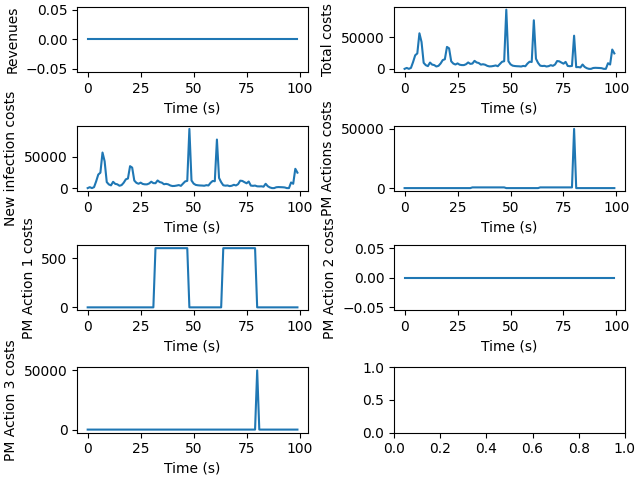 Revenues
0.05
0.00
−0.05
0 25 50 75 100
Time (s)
Total costs
50000
0
0 25 50 75 100
Time (s)
New infection costs
50000
0
0 25 50 75 100
Time (s)
PM Actions costs
50000
0
0 25 50 75 100
Time (s)
PM Action 1 costs
500
0
0 25 50 75 100
Time (s)
PM Action 2 costs
0.05
0.00
−0.05
0 25 50 75 100
Time (s)
PM Action 3 costs
50000
0
0 25 50 75 100
Time (s)
1.0
0.5
0.0
0.0 0.2 0.4 0.6 0.8 1.0